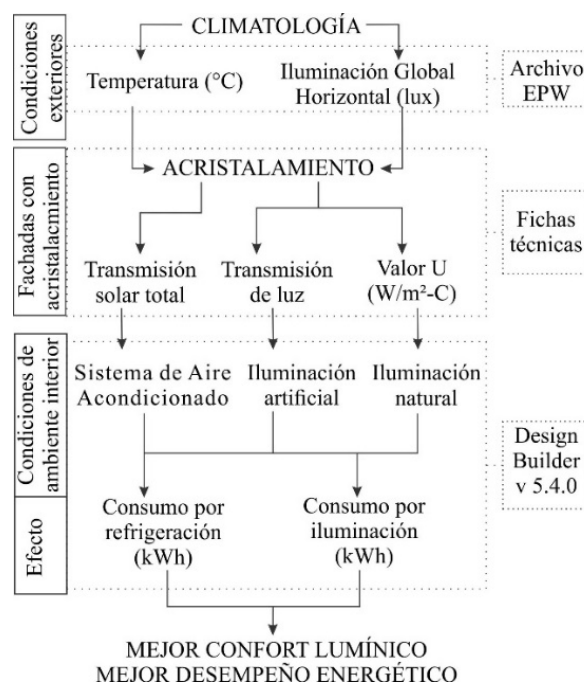 CLIMATOLOGÍA
Condiciones
exteriores
Temperatura (°C)
Iluminación Global
Horizontal (lux)
Archivo
EPW
Fachadas con
acristalacmiento
ACRISTALAMIENTO
Transmisión
solar total
Transmisión
de luz
Valor U
(W/m²-C)
Fichas
técnicas
Condiciones de
ambiente interior
Sistema de Aire
Acondicionado
Iluminación
artificial
Iluminación
natural
Design
Builder
v 5.4.0
Efecto
Consumo por
refrigeración
(kWh)
Consumo por
iluminación
(kWh)
MEJOR CONFORT LUMÍNICO
MEJOR DESEMPEÑO ENERGÉTICO